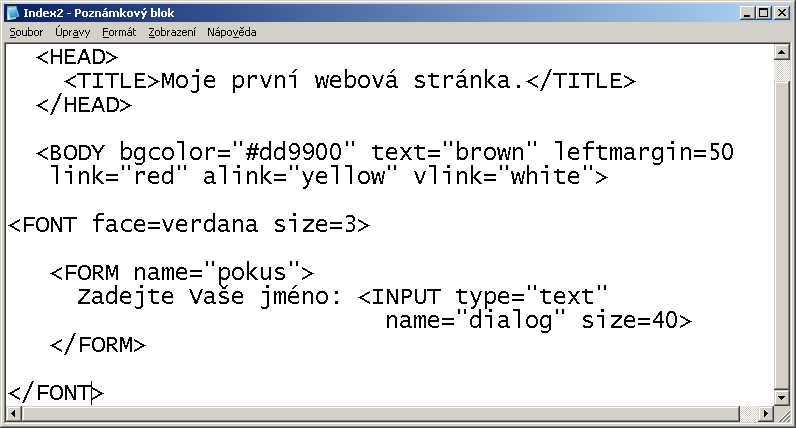 Index2 - Poznámkový blok
Soubor Úpravy Formát Zobrazení Nápověda
<HEAD>
<TITLE>Moje první webová stránka.</TITLE>
</HEAD>
<BODY bgcolor="#dd9900" text="brown" leftmargin=50
link="red" alink="yellow" vlink="white">
<FONT face=verdana size=3>
<FORM name="pokus">
Zadejte Vaše jméno: <INPUT type="text"
name="dialog" size=40>
</FORM>
</FONT>